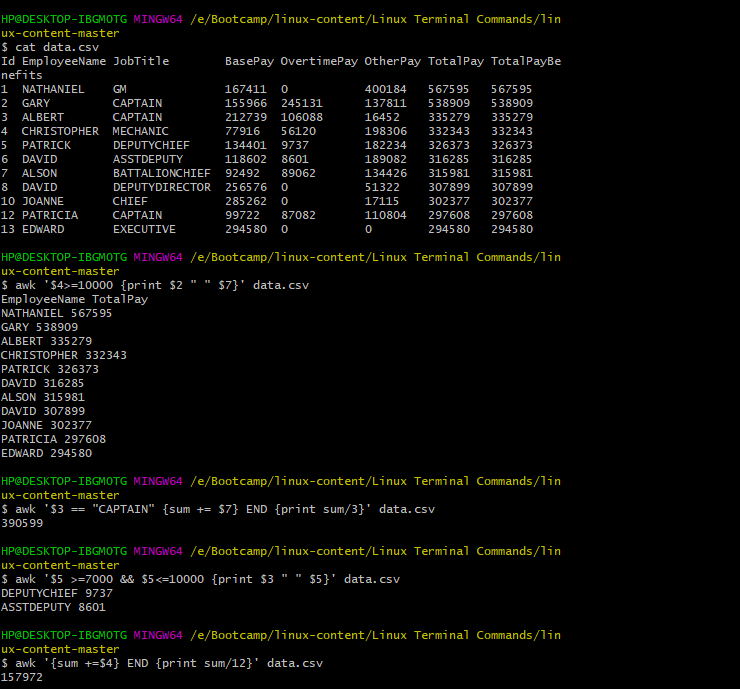 HP@DESKTOP-IBGMOTG MINGW64 /e/Bootcamp/linux-content/Linux Terminal Commands/lin
ux-content-master
$ cat data.csv
Id EmployeeName JobTitle        BasePay OvertimePay OtherPay TotalPay TotalPayBe
nefits
1  NATHANIEL    GM              167411  0           400184   567595   567595
2  GARY         CAPTAIN         155966  245131      137811   538909   538909
3  ALBERT       CAPTAIN         212739  106088      16452    335279   335279
4  CHRISTOPHER  MECHANIC        77916   56120       198306   332343   332343
5  PATRICK      DEPUTYCHIEF     134401  9737        182234   326373   326373
6  DAVID        ASSTDEPUTY      118602  8601        189082   316285   316285
7  ALSON        BATTALIONCHIEF  92492   89062       134426   315981   315981
8  DAVID        DEPUTYDIRECTOR  256576  0           51322    307899   307899
10 JOANNE       CHIEF           285262  0           17115    302377   302377
12 PATRICIA     CAPTAIN         99722   87082       110804   297608   297608
13 EDWARD       EXECUTIVE       294580  0           0        294580   294580
HP@DESKTOP-IBGMOTG MINGW64 /e/Bootcamp/linux-content/Linux Terminal Commands/lin
ux-content-master
$ awk '$4>=10000 {print $2 " " $7}' data.csv
EmployeeName TotalPay
NATHANIEL 567595
GARY 538909
ALBERT 335279
CHRISTOPHER 332343
PATRICK 326373
DAVID 316285
ALSON 315981
DAVID 307899
JOANNE 302377
PATRICIA 297608
EDWARD 294580
HP@DESKTOP-IBGMOTG MINGW64 /e/Bootcamp/linux-content/Linux Terminal Commands/lin
ux-content-master
$ awk '$3 == "CAPTAIN" {sum += $7} END {print sum/3}' data.csv
390599
HP@DESKTOP-IBGMOTG MINGW64 /e/Bootcamp/linux-content/Linux Terminal Commands/lin
ux-content-master
$ awk '$5 >=7000 && $5<=10000 {print $3 " " $5}' data.csv
DEPUTYCHIEF 9737
ASSTDEPUTY 8601
HP@DESKTOP-IBGMOTG MINGW64 /e/Bootcamp/linux-content/Linux Terminal Commands/lin
ux-content-master
$ awk '{sum +=$4} END {print sum/12}' data.csv
157972